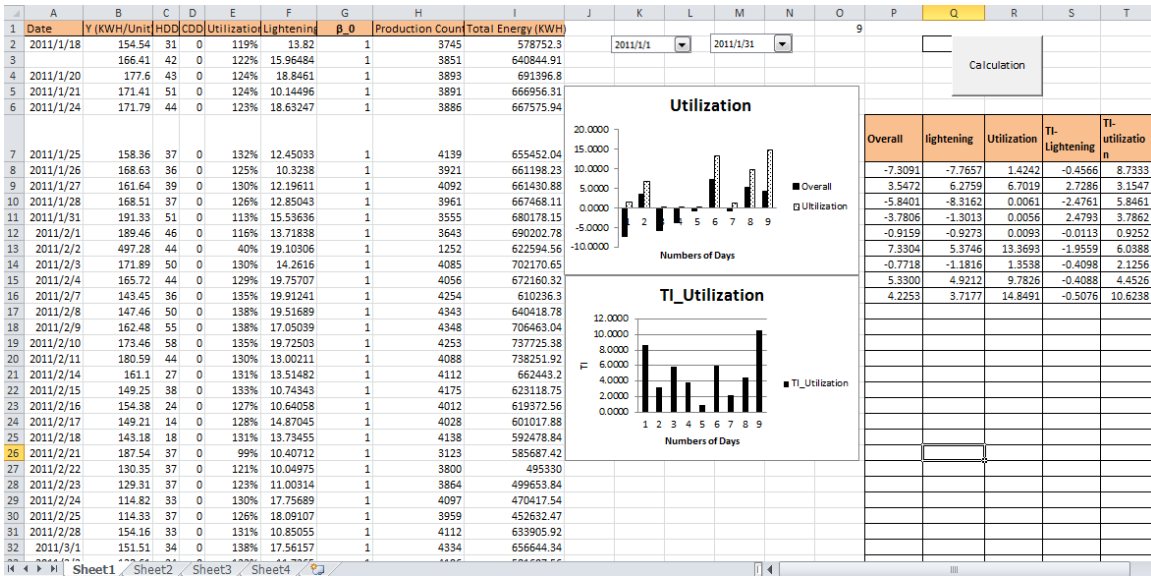 A B C D E F G H I J K L M N O P Q R S T
1 Date Y (KWH/Unit HDD CDD Utilization Lightening β_0 Production Count Total Energy (KWH) 9
2 2011/1/18 154.54 31 0 119% 13.82 1 3745 578752.3 2011/1/1 2011/1/31 Calculation
3 166.41 42 0 122% 15.96484 1 3851 640844.91
4 2011/1/20 177.6 43 0 124% 18.8461 1 3893 691396.8
5 2011/1/21 171.41 51 0 124% 10.14496 1 3891 666956.31
6 2011/1/24 171.79 44 0 123% 18.63247 1 3886 667575.94
Overall lightening Utilization TI-Lightening TI-utilization
7 2011/1/25 158.36 37 0 132% 12.45033 1 4139 655452.04
8 2011/1/26 168.63 36 0 125% 10.3238 1 3921 661198.23 -7.3091 -7.7657 1.4242 -0.4566 8.7333
9 2011/1/27 161.64 39 0 130% 12.19611 1 4092 661430.88 3.5472 6.2759 6.7019 2.7286 3.1547
10 2011/1/28 168.51 37 0 126% 12.85043 1 3961 667468.11 -5.8401 -8.3162 0.0061 -2.4761 5.8461
11 2011/1/31 191.33 51 0 113% 15.53636 1 3555 680178.15 -3.7806 -1.3013 0.0056 2.4793 3.7862
12 2011/2/1 189.46 46 0 116% 13.71838 1 3643 690202.78 -0.9159 -0.9273 0.0093 -0.0113 0.9252
13 2011/2/2 497.28 44 0 40% 19.10306 1 1252 622594.56 7.3304 5.3746 13.3693 -1.9559 6.0388
14 2011/2/3 171.89 50 0 130% 14.2616 1 4085 702170.65 -0.7718 -1.1816 1.3538 -0.4098 2.1256
15 2011/2/4 165.72 44 0 129% 19.75707 1 4056 672160.32 5.3300 4.9212 9.7826 -0.4088 4.4526
16 2011/2/7 143.45 36 0 135% 19.91241 1 4254 610236.3 4.2253 3.7177 14.8491 -0.5076 10.6238
17 2011/2/8 147.46 50 0 138% 19.51689 1 4343 640418.78
18 2011/2/9 162.48 55 0 138% 17.05039 1 4348 706463.04
19 2011/2/10 173.46 58 0 135% 19.72503 1 4253 737725.38
20 2011/2/11 180.59 44 0 130% 13.00211 1 4088 738251.92
21 2011/2/14 161.1 27 0 131% 13.51482 1 4112 662443.2
22 2011/2/15 149.25 38 0 133% 10.74343 1 4175 623118.75
23 2011/2/16 154.38 24 0 127% 10.64058 1 4012 619372.56
24 2011/2/17 149.21 14 0 128% 14.87045 1 4028 601017.88
25 2011/2/18 143.18 18 0 131% 13.73455 1 4138 592478.84
26 2011/2/21 187.54 37 0 99% 10.40712 1 3123 585687.42
27 2011/2/22 130.35 37 0 121% 10.04975 1 3800 495330
28 2011/2/23 129.31 37 0 123% 11.00314 1 3864 499653.84
29 2011/2/24 114.82 33 0 130% 17.75689 1 4097 470417.54
30 2011/2/25 114.33 37 0 126% 18.09107 1 3959 452632.47
31 2011/2/28 154.16 33 0 131% 10.85055 1 4112 633905.92
32 2011/3/1 151.51 34 0 138% 17.56157 1 4334 656644.34
Utilization
20.0000
15.0000
10.0000
5.0000
0.0000
-5.0000
-10.0000
1 2 3 4 5 6 7 8 9
Numbers of Days
Overall
Ultilization
TI_Utilization
12.0000
10.0000
8.0000
6.0000
4.0000
2.0000
0.0000
TI
1 2 3 4 5 6 7 8 9
Numbers of Days
TI_Utilization
Sheet1 Sheet2 Sheet3 Sheet4